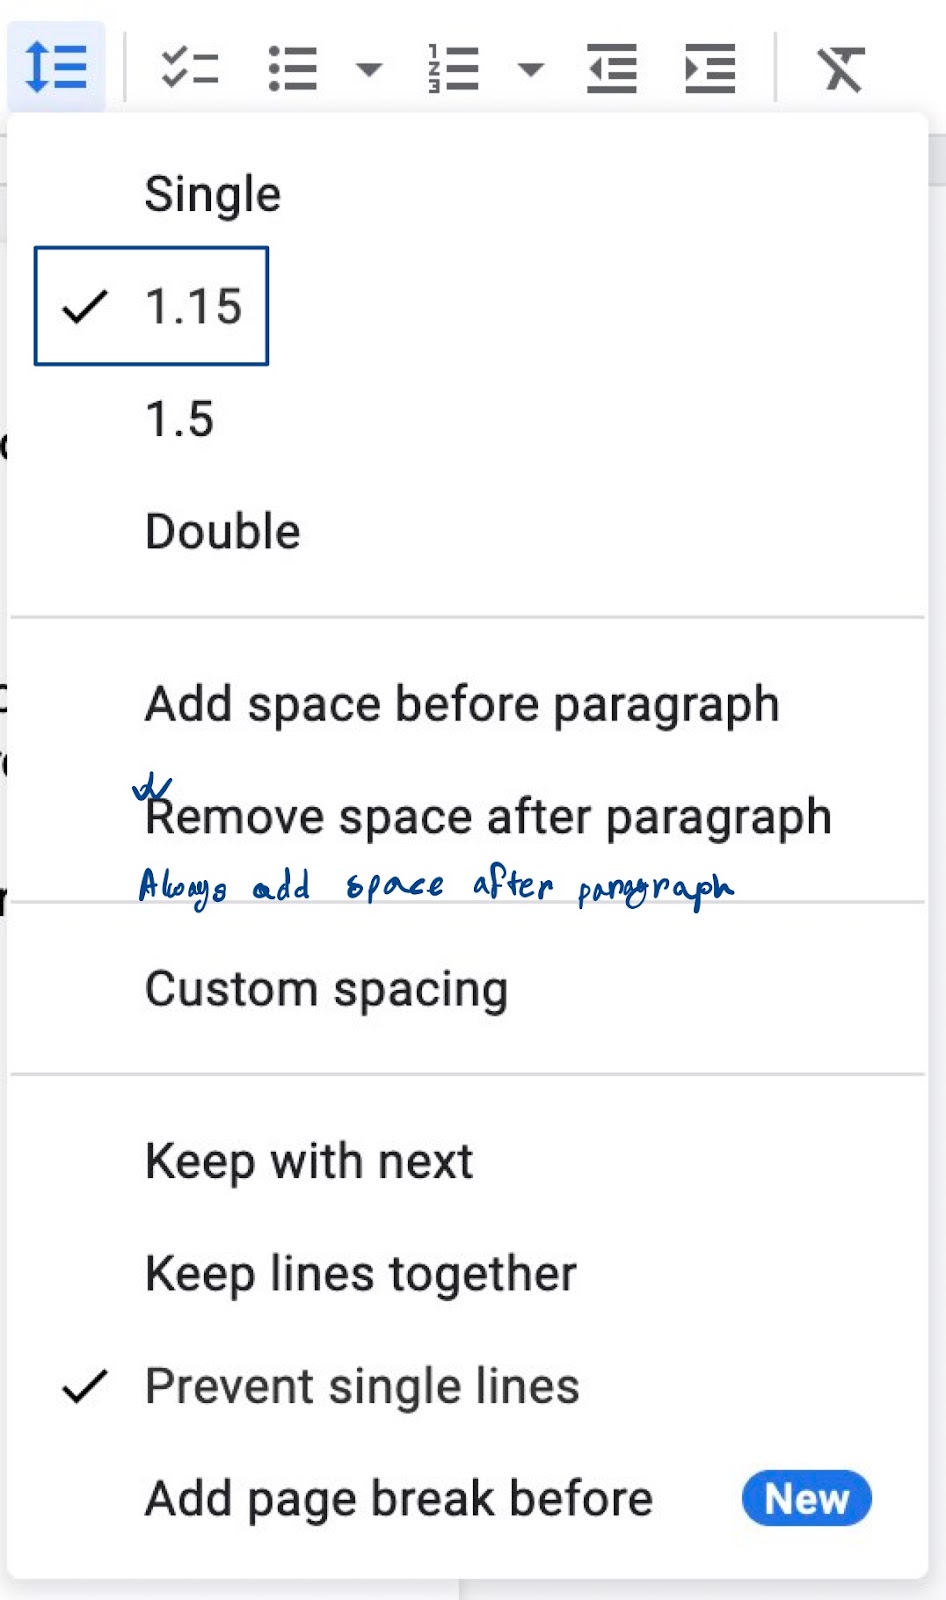 Single
1.15
1.5
Double
Add space before paragraph
Remove space after paragraph
Always add space after paragraph
Custom spacing
Keep with next
Keep lines together
Prevent single lines
Add page break before New